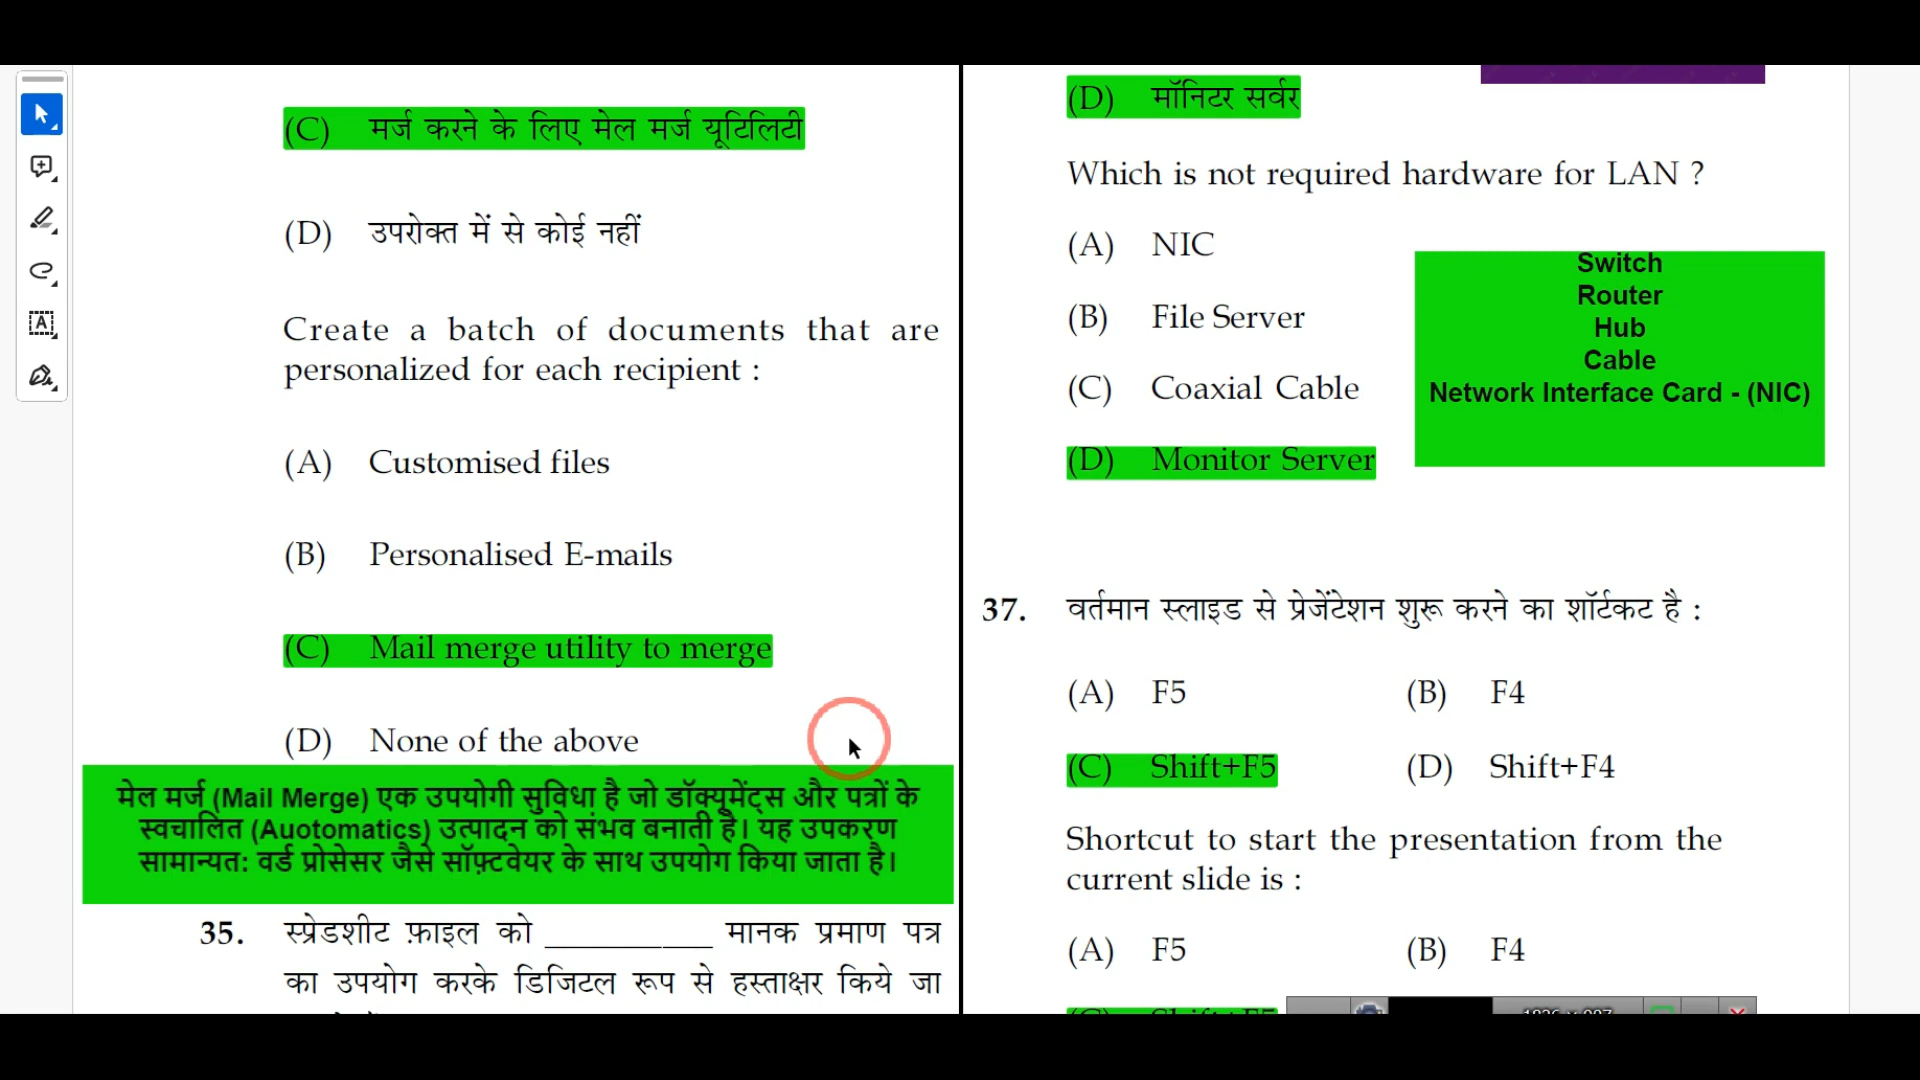 (C) मर्ज करने के लिए मेल मर्ज यूटिलिटी
(D) उपरोक्त में से कोई नहीं
Create a batch of documents that are
personalized for each recipient :
(A) Customised files
(B) Personalised E-mails
(C) Mail merge utility to merge
(D) None of the above
मेल मर्ज (Mail Merge) एक उपयोगी सुविधा है जो डॉक्यूमेंट्स और पत्रों के
स्वचालित (Auotomatics) उत्पादन को संभव बनाती है। यह उपकरण
सामान्यत: वर्ड प्रोसेसर जैसे सॉफ़्टवेयर के साथ उपयोग किया जाता है।
35. स्प्रेडशीट फ़ाइल को __________ मानक प्रमाण पत्र
का उपयोग करके डिजिटल रूप से हस्ताक्षर किये जा
(D) मॉनिटर सर्वर
Which is not required hardware for LAN ?
(A) NIC
(B) File Server
(C) Coaxial Cable
(D) Monitor Server
Switch
Router
Hub
Cable
Network Interface Card - (NIC)
37. वर्तमान स्लाइड से प्रेजेंटेशन शुरू करने का शॉर्टकट है :
(A) F5 (B) F4
(C) Shift+F5 (D) Shift+F4
Shortcut to start the presentation from the
current slide is :
(A) F5 (B) F4
(C) Shift+F5